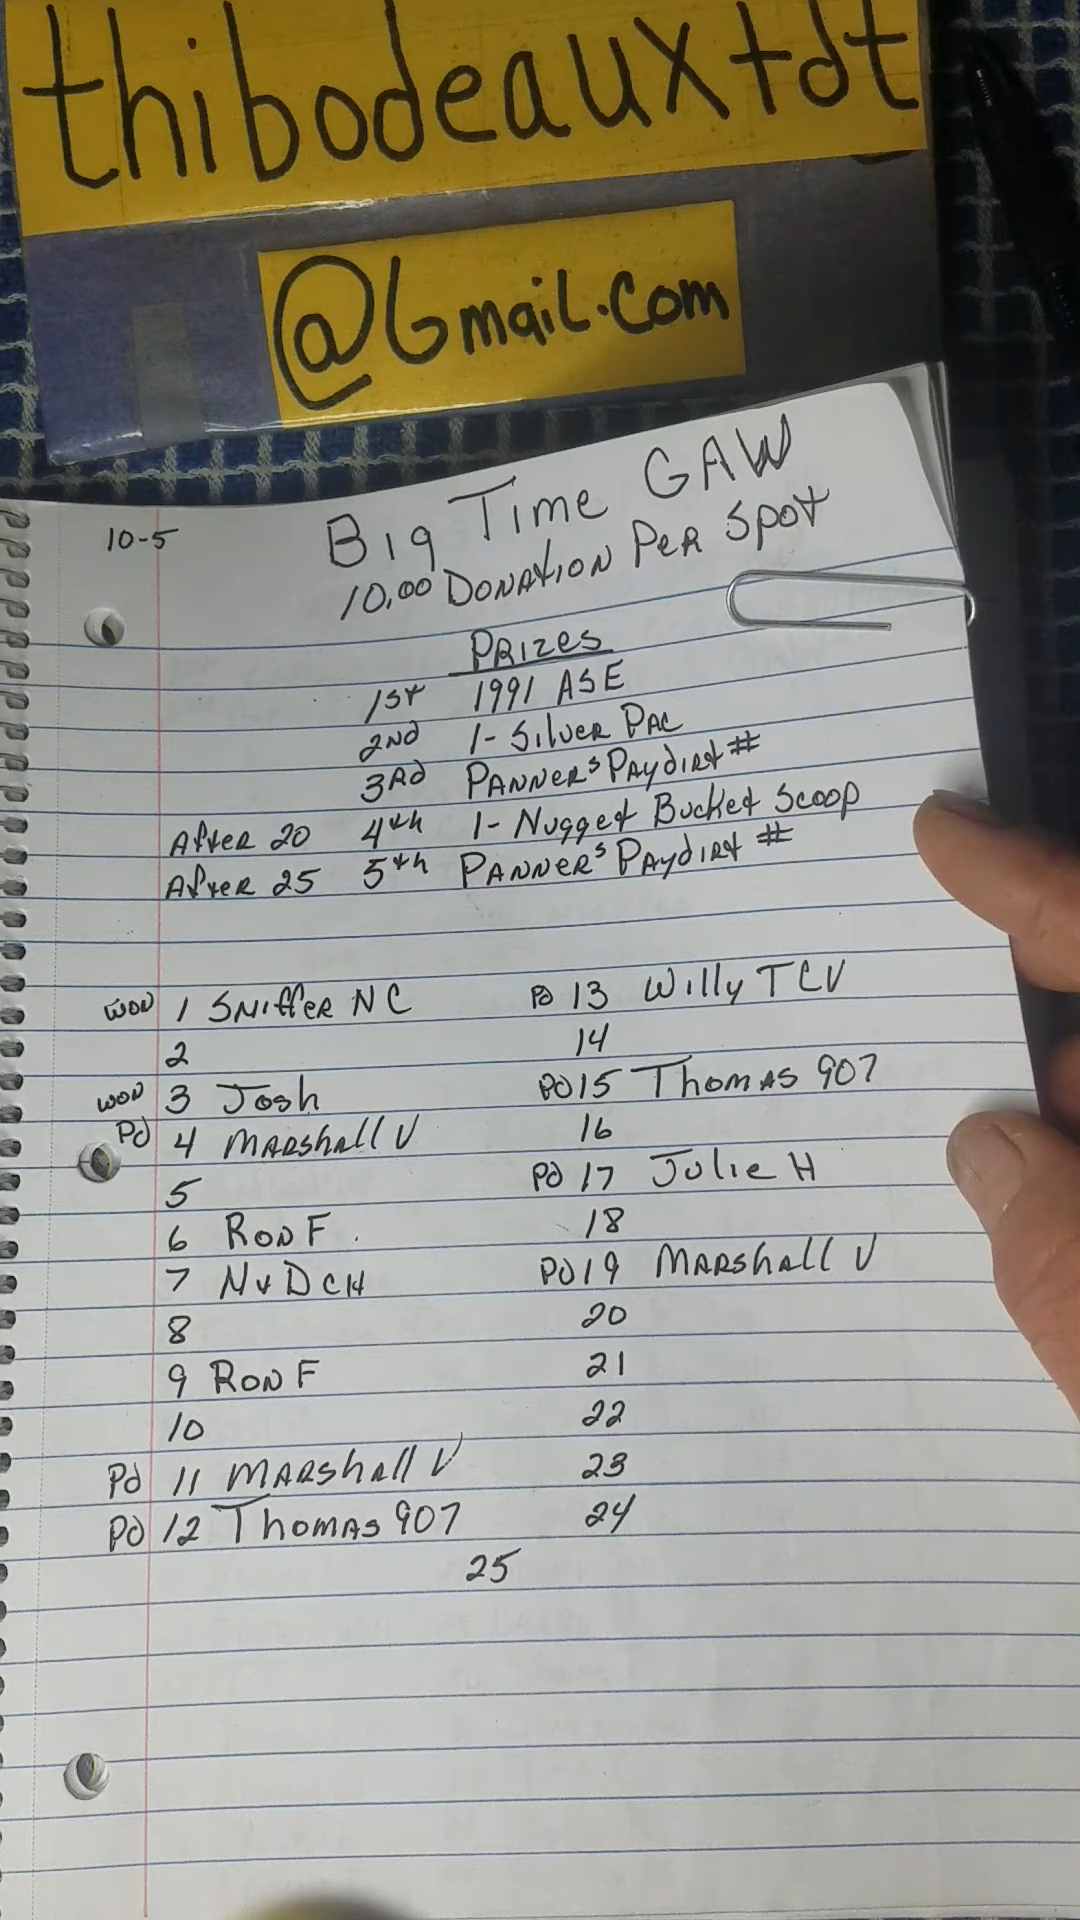 thibodeauxtdt
@Gmail.com
10-5
Big Time GAW
10.00 Donation Per Spot
Prizes
1st 1991 ASE
2nd 1- Silver Pac
3rd Panner's Paydirt #
After 20 4th 1- Nugget Bucket Scoop
After 25 5th Panner's Paydirt #
won 1 Sniffer NC
2
won 3 Josh
Pd 4 Marshall V
5
6 Ron F.
7 Nv DCH
8
9 Ron F
10
Pd 11 Marshall V
Pd 12 Thomas 907
Pd 13 Willy TCV
14
Pd 15 Thomas 907
16
Pd 17 Julie H
18
Pd 19 Marshall V
20
21
22
23
24
25